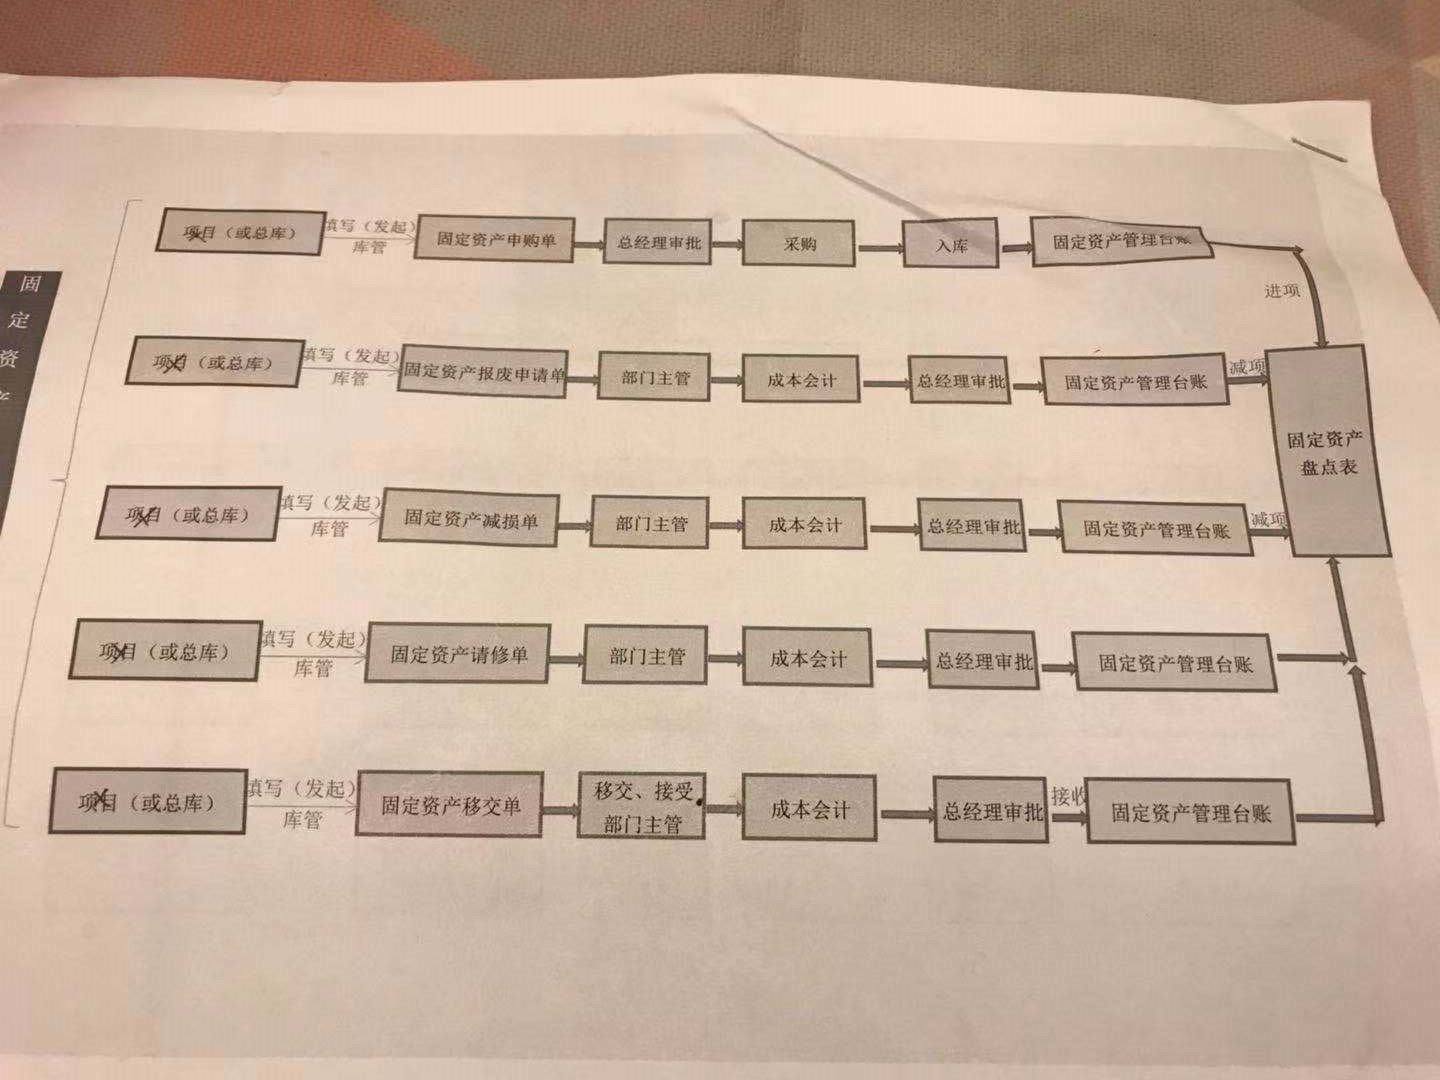 固
定
资
项目（或总库）
填写（发起）
库管
固定资产申购单
总经理审批
采购
入库
固定资产管理台账
进项
项目（或总库）
填写（发起）
库管
固定资产报废申请单
部门主管
成本会计
总经理审批
固定资产管理台账
减项
固定资产
盘点表
项目（或总库）
填写（发起）
库管
固定资产减损单
部门主管
成本会计
总经理审批
固定资产管理台账
减项
项目（或总库）
填写（发起）
库管
固定资产请修单
部门主管
成本会计
总经理审批
固定资产管理台账
项目（或总库）
填写（发起）
库管
固定资产移交单
移交、接受
部门主管
成本会计
总经理审批
接收
固定资产管理台账